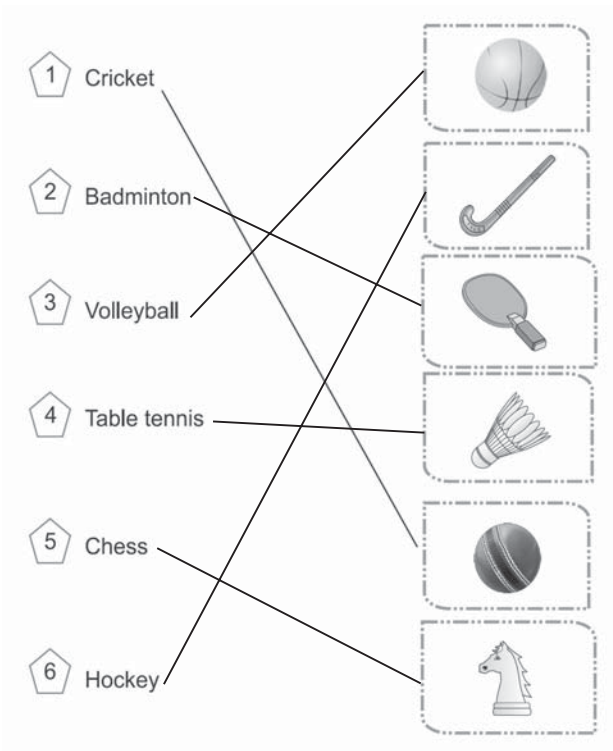 1 Cricket
2 Badminton
3 Volleyball
4 Table tennis
5 Chess
6 Hockey